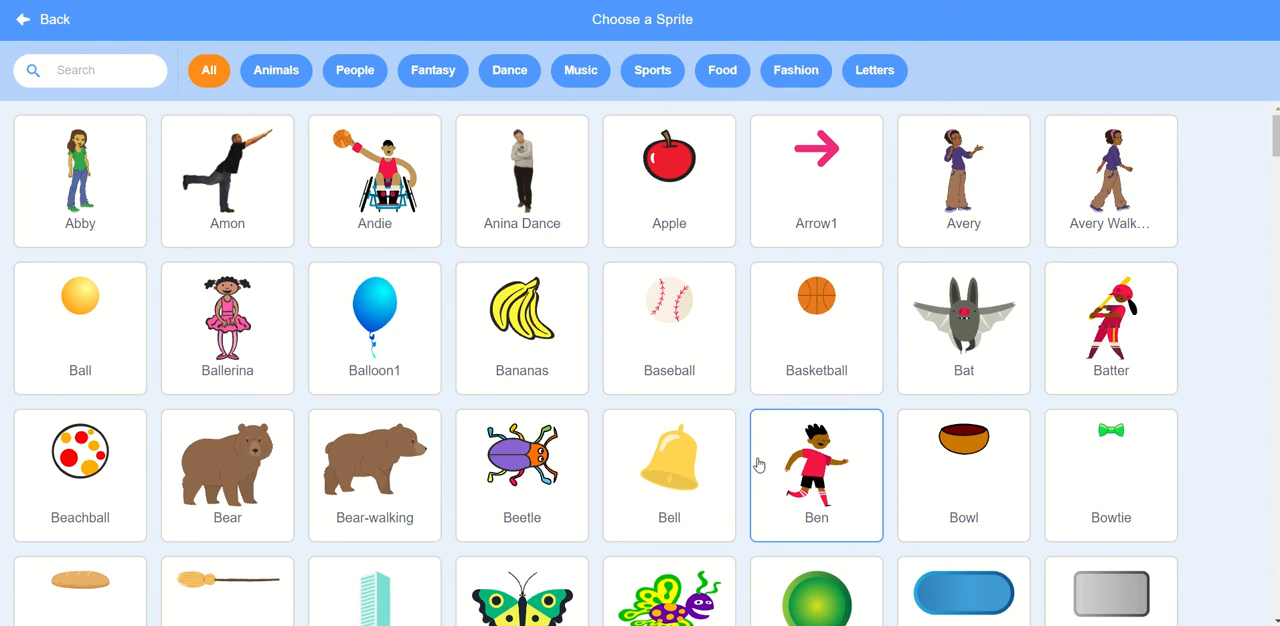 Back
Choose a Sprite
Search
All
Animals
People
Fantasy
Dance
Music
Sports
Food
Fashion
Letters
Abby
Amon
Andie
Anina Dance
Apple
Arrow1
Avery
Avery Walk...
Ball
Ballerina
Balloon1
Bananas
Baseball
Basketball
Bat
Batter
Beachball
Bear
Bear-walking
Beetle
Bell
Ben
Bowl
Bowtie